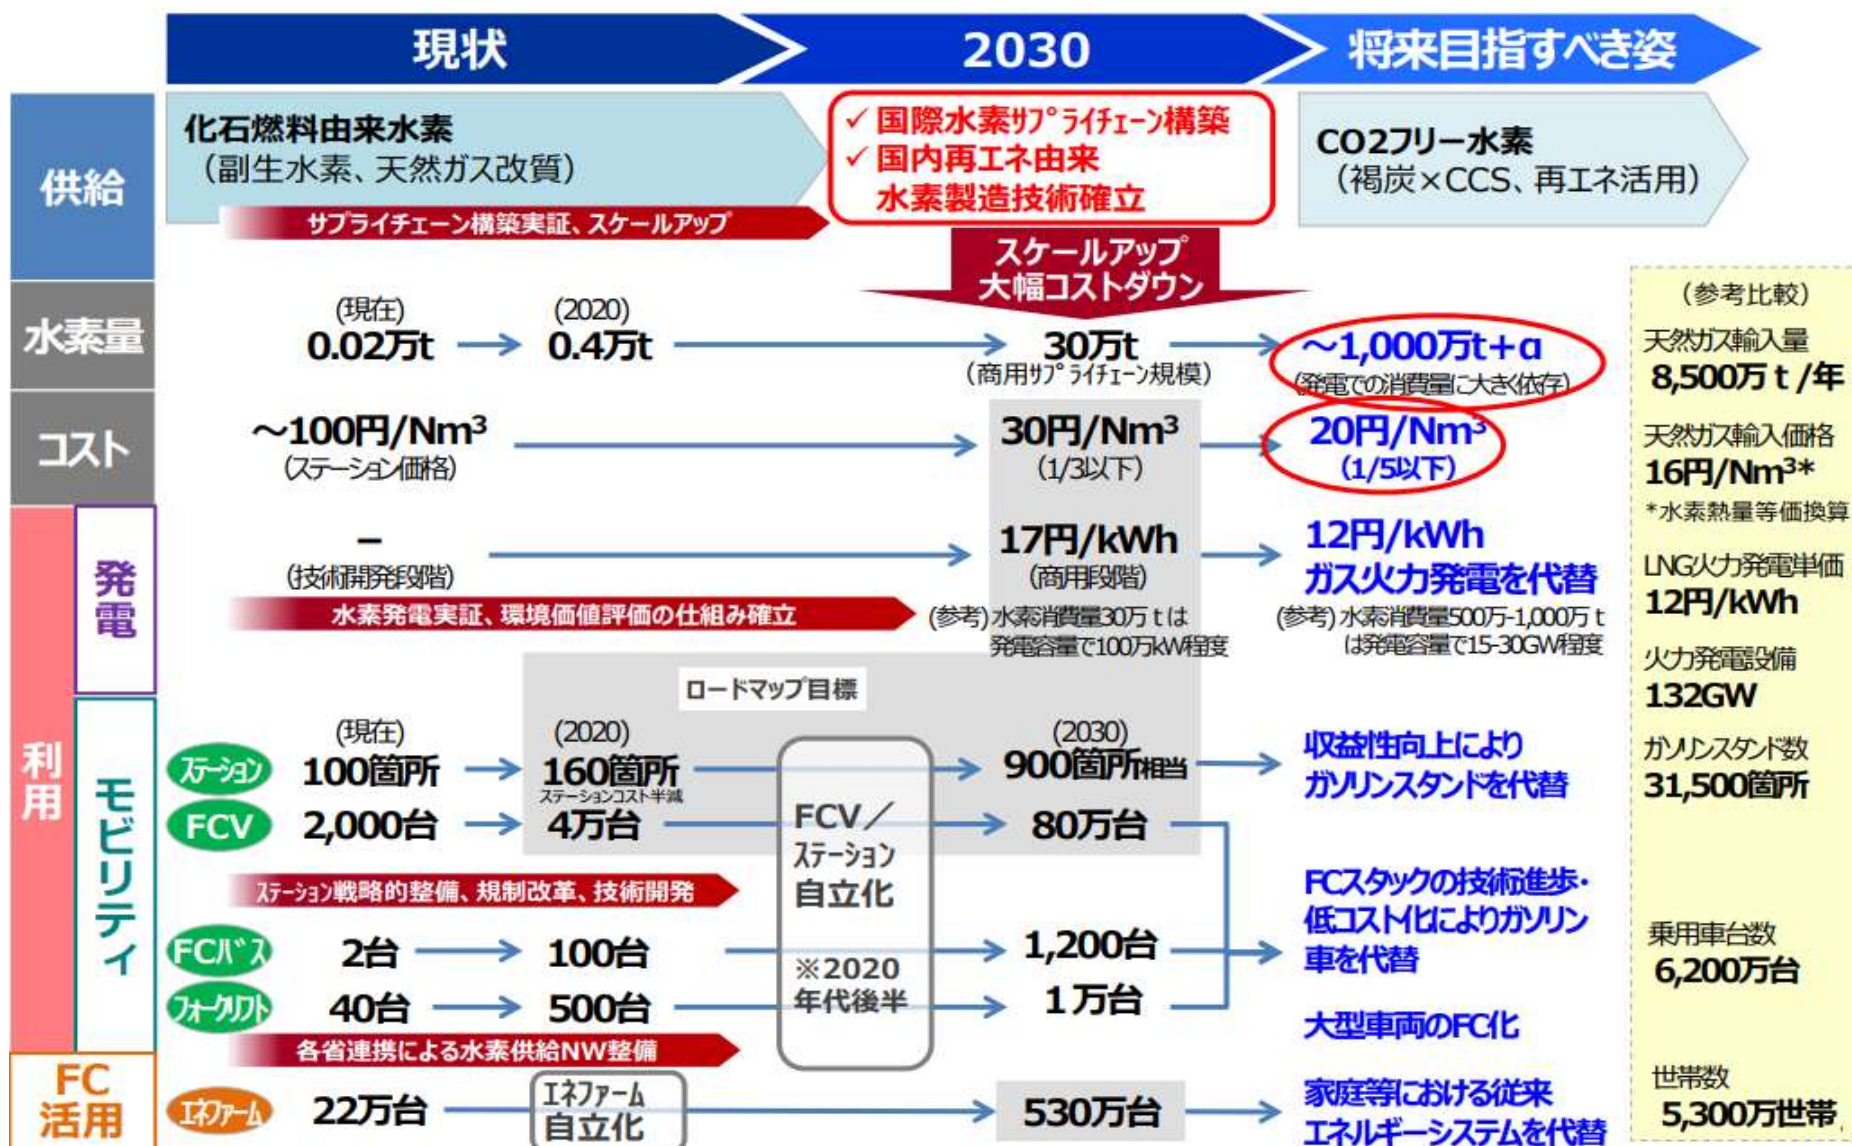 現状
2030
将来目指すべき姿
供給
化石燃料由来水素
（副生水素、天然ガス改質）
サプライチェーン構築実証、スケールアップ
✓ 国際水素ｻﾌﾟﾗｲﾁｪｰﾝ構築
✓ 国内再エネ由来
水素製造技術確立
スケールアップ
大幅コストダウン
CO2フリー水素
（褐炭×CCS、再エネ活用）
水素量
(現在)
0.02万t
(2020)
0.4万t
30万t
（商用ｻﾌﾟﾗｲﾁｪｰﾝ規模）
～1,000万t+α
(発電での消費量に大きく依存)
コスト
～100円/Nm³
(ステーション価格)
30円/Nm³
(1/3以下)
20円/Nm³
(1/5以下)
利用
発電
－
(技術開発段階)
17円/kWh
(商用段階)
12円/kWh
ガス火力発電を代替
水素発電実証、環境価値評価の仕組み確立
(参考) 水素消費量30万ｔは
発電容量で100万kW程度
(参考) 水素消費量500万-1,000万ｔ
は発電容量で15-30GW程度
ロードマップ目標
モビリティ
ｽﾃｰｼｮﾝ
(現在)
100箇所
(2020)
160箇所
ステーションコスト半減
(2030)
900箇所相当
収益性向上により
ガソリンスタンドを代替
FCV
2,000台
4万台
80万台
FCV／
ｽﾃｰｼｮﾝ
自立化
※2020
年代後半
ｽﾃｰｼｮﾝ戦略的整備、規制改革、技術開発
FCスタックの技術進歩・
低コスト化によりガソリン
車を代替
FCﾊﾞｽ
2台
100台
1,200台
ﾌｫｰｸﾘﾌﾄ
40台
500台
1万台
大型車両のFC化
各省連携による水素供給NW整備
FC
活用
ｴﾈﾌｧｰﾑ
22万台
ｴﾈﾌｧｰﾑ
自立化
530万台
家庭等における従来
エネルギーシステムを代替
（参考比較）
天然ガス輸入量
8,500万ｔ/年
天然ガス輸入価格
16円/Nm³*
*水素熱量等価換算
LNG火力発電単価
12円/kWh
火力発電設備
132GW
ガソリンスタンド数
31,500箇所
乗用車台数
6,200万台
世帯数
5,300万世帯